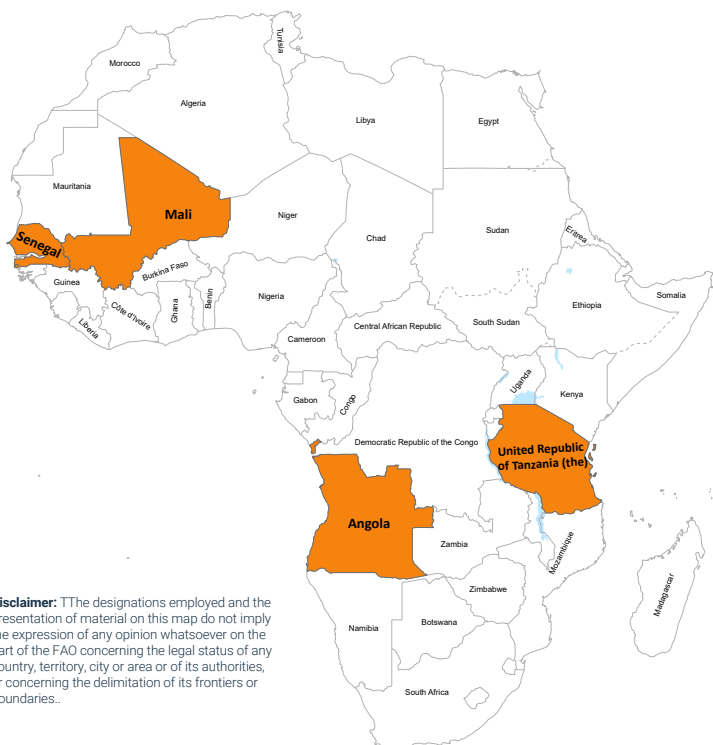 Tunisia
Morocco
Algeria
Libya
Egypt
Mauritania
Mali
Niger
Chad
Sudan
Eritrea
Senegal
Burkina Faso
Guinea
Nigeria
Benin
Ghana
Côte d'Ivoire
Liberia
Ethiopia
Somalia
Central African Republic
South Sudan
Cameroon
Uganda
Kenya
Gabon
Congo
Democratic Republic of the Congo
United Republic
of Tanzania (the)
Angola
Zambia
Mozambique
Madagascar
Zimbabwe
Namibia
Botswana
South Africa
isclaimer: TThe designations employed and the
resentation of material on this map do not imply
he expression of any opinion whatsoever on the
art of the FAO concerning the legal status of any
ountry, territory, city or area or of its authorities,
r concerning the delimitation of its frontiers or
oundaries..